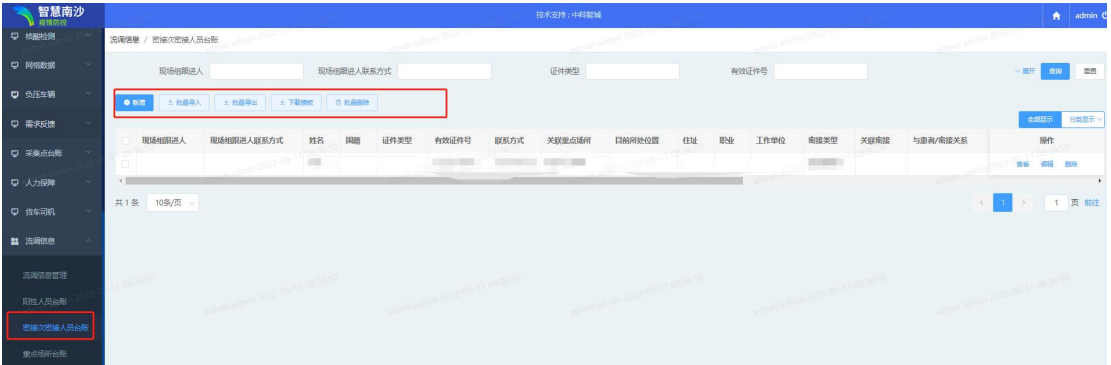 智慧南沙
疫情防控
技术支持：中科智城
admin
核酸检测
网格数据
负压车辆
需求反馈
采集点台账
人力保障
货车司机
流调信息
流调信息管理
阳性人员台账
密接次密接人员台账
重点场所台账
流调信息 / 密接次密接人员台账
现场组跟进人 现场组跟进人联系方式 证件类型 有效证件号 展开 查询 重置
新增 批量导入 批量导出 下载模板 批量删除
全部显示 分类显示
现场组跟进人 现场组跟进人联系方式 姓名 国籍 证件类型 有效证件号 联系方式 关联重点场所 目前所处位置 住址 职业 工作单位 密接类型 关联密接 与患者/密接关系 操作
查看 编辑 删除
共 1 条 10条/页 1 1 页 前往
admin admin 2022-05-11 08:36:50